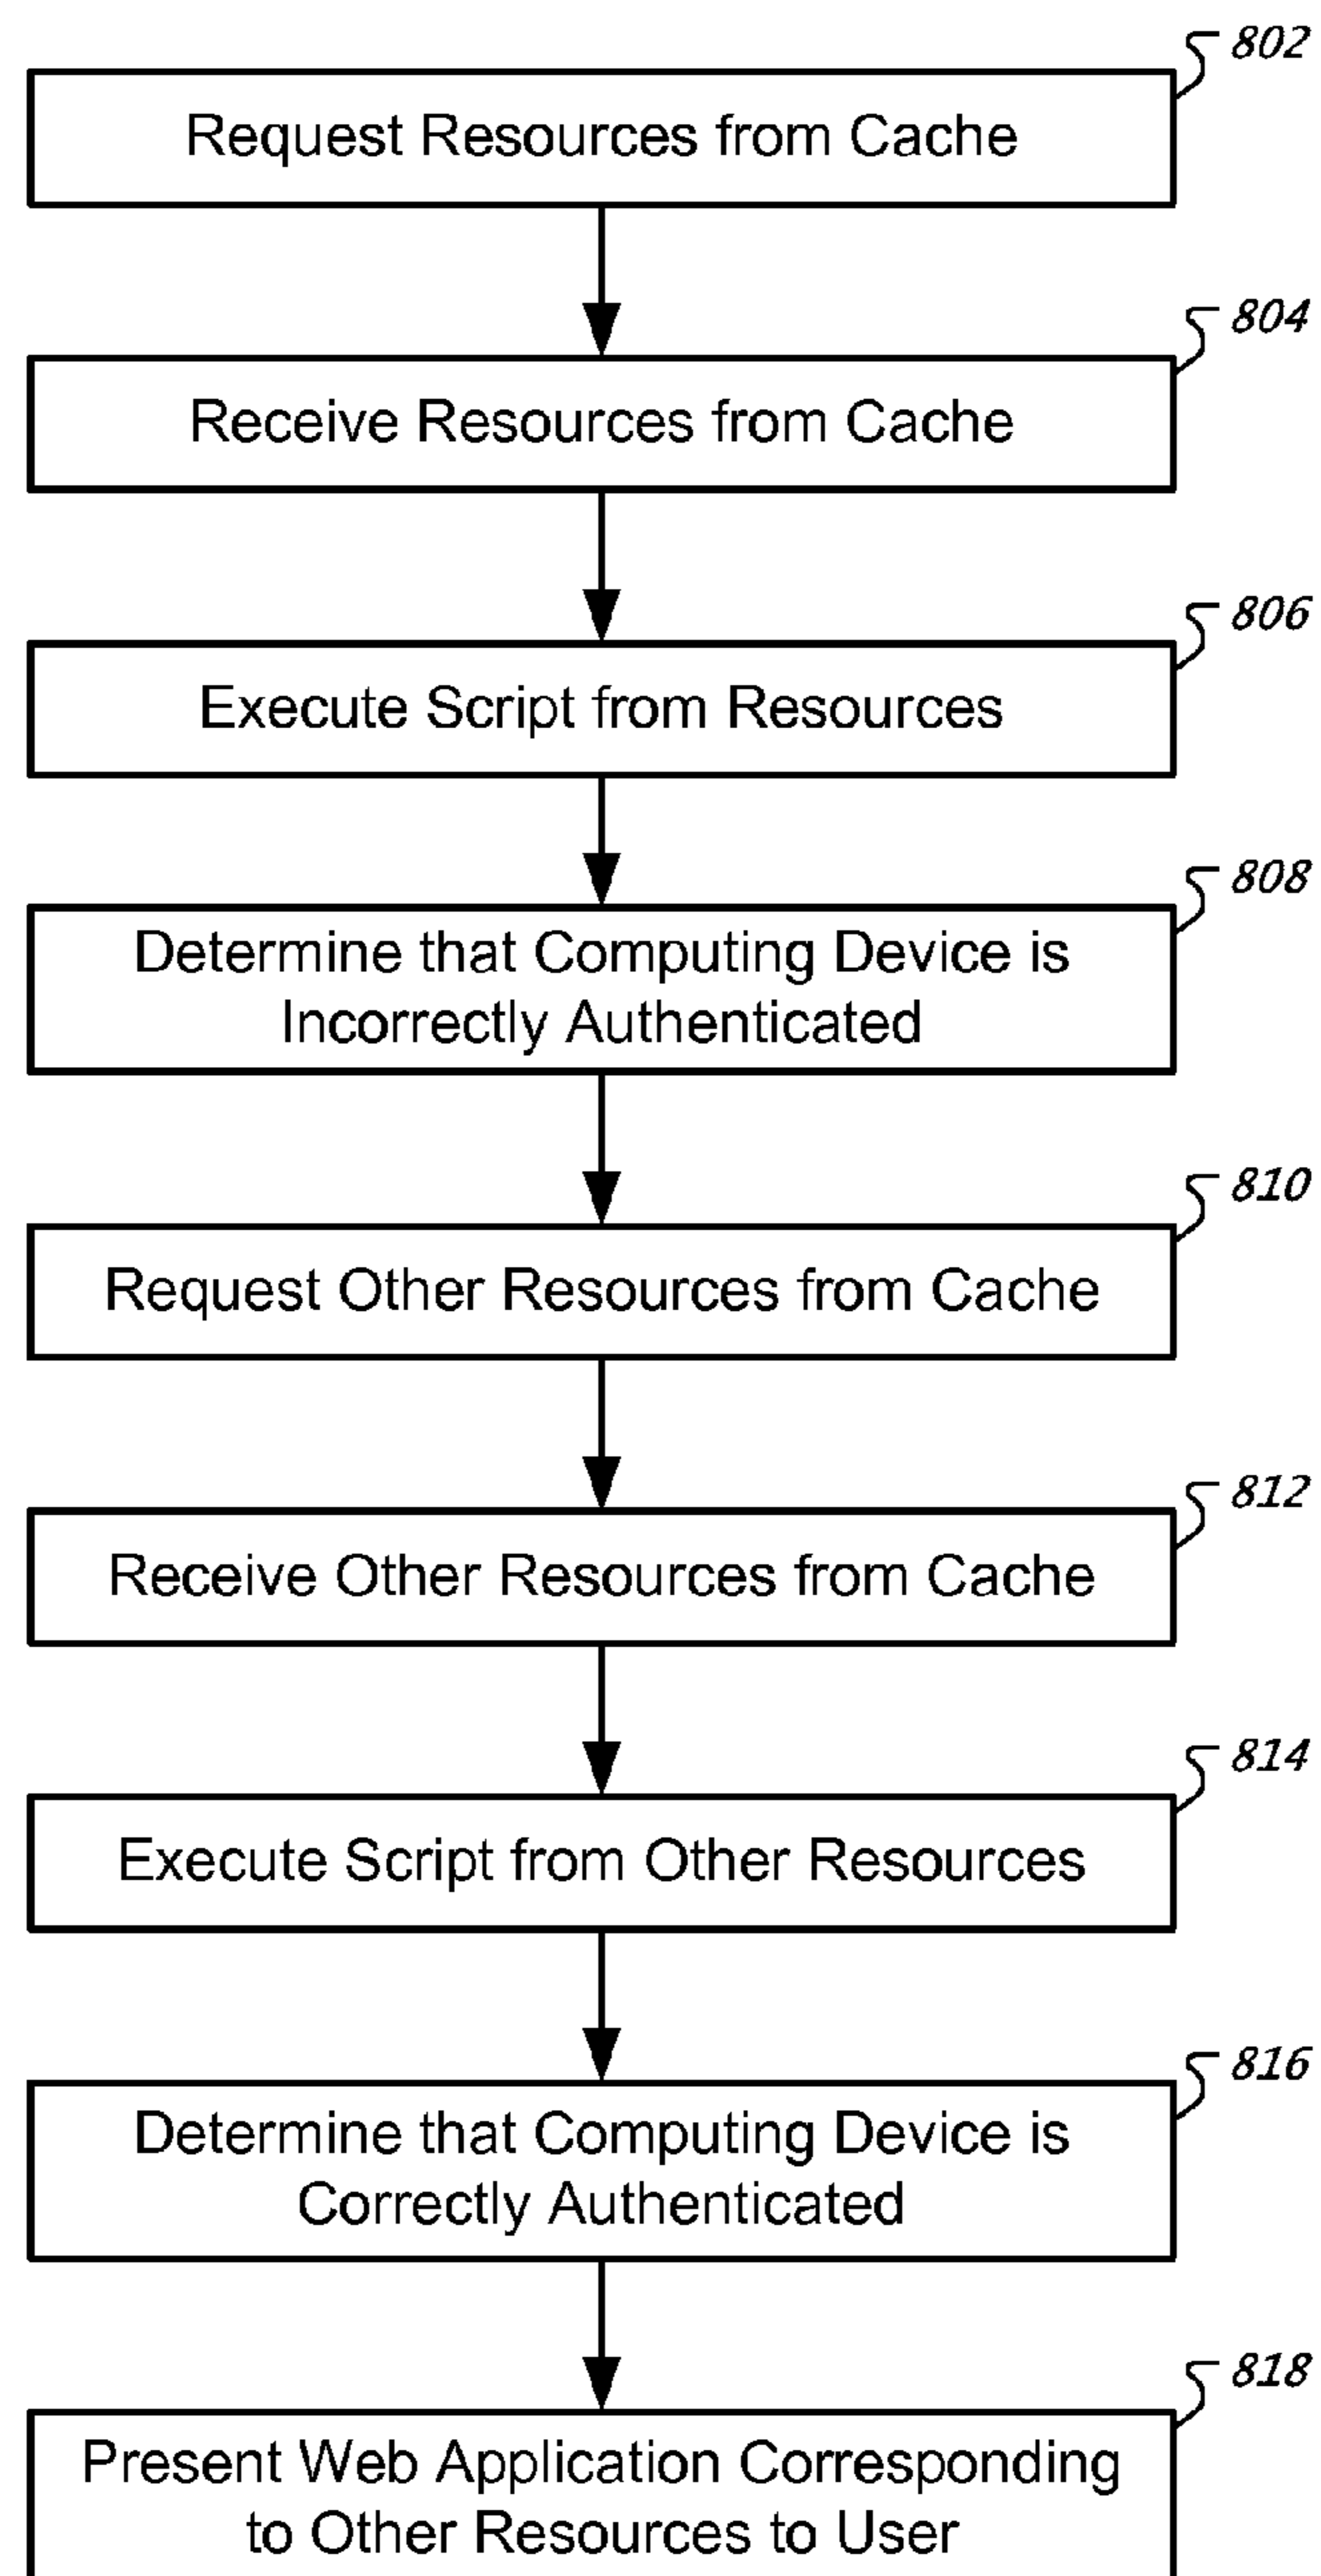 802
Request Resources from Cache
804
Receive Resources from Cache
806
Execute Script from Resources
808
Determine that Computing Device is
Incorrectly Authenticated
810
Request Other Resources from Cache
812
Receive Other Resources from Cache
814
Execute Script from Other Resources
816
Determine that Computing Device is
Correctly Authenticated
818
Present Web Application Corresponding
to Other Resources to User